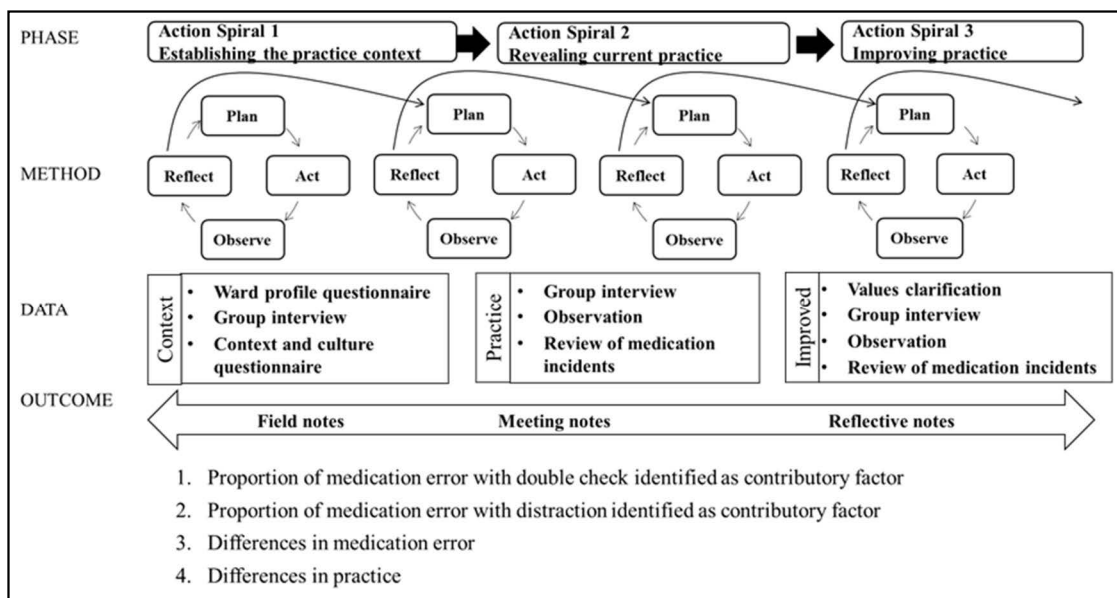 PHASE
Action Spiral 1
Establishing the practice context
Action Spiral 2
Revealing current practice
Action Spiral 3
Improving practice
METHOD
Plan
Reflect
Act
Observe
Plan
Reflect
Act
Observe
Plan
Reflect
Act
Observe
Plan
Reflect
Act
Observe
DATA
Context
• Ward profile questionnaire
• Group interview
• Context and culture
questionnaire
Practice
• Group interview
• Observation
• Review of medication
incidents
Improved
• Values clarification
• Group interview
• Observation
• Review of medication incidents
OUTCOME
Field notes
Meeting notes
Reflective notes
1. Proportion of medication error with double check identified as contributory factor
2. Proportion of medication error with distraction identified as contributory factor
3. Differences in medication error
4. Differences in practice